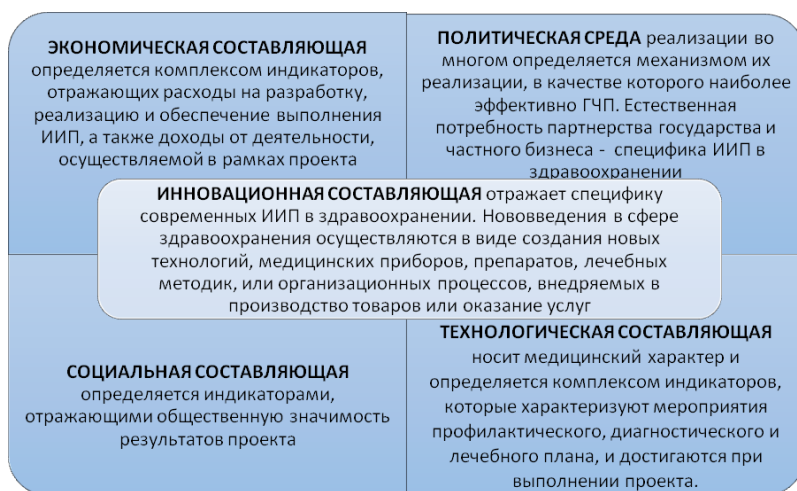 ЭКОНОМИЧЕСКАЯ СОСТАВЛЯЮЩАЯ
определяется комплексом индикаторов,
отражающих расходы на разработку,
реализацию и обеспечение выполнения
ИИП, а также доходы от деятельности,
осуществляемой в рамках проекта
ПОЛИТИЧЕСКАЯ СРЕДА реализации во
многом определяется механизмом их
реализации, в качестве которого наиболее
эффективно ГЧП. Естественная
потребность партнерства государства и
частного бизнеса - специфика ИИП в
здравоохранении
ИННОВАЦИОННАЯ СОСТАВЛЯЮЩАЯ отражает специфику
современных ИИП в здравоохранении. Нововведения в сфере
здравоохранения осуществляются в виде создания новых
технологий, медицинских приборов, препаратов, лечебных
методик, или организационных процессов, внедряемых в
производство товаров или оказание услуг
СОЦИАЛЬНАЯ СОСТАВЛЯЮЩАЯ
определяется индикаторами,
отражающими общественную значимость
результатов проекта
ТЕХНОЛОГИЧЕСКАЯ СОСТАВЛЯЮЩАЯ
носит медицинский характер и
определяется комплексом индикаторов,
которые характеризуют мероприятия
профилактического, диагностического и
лечебного плана, и достигаются при
выполнении проекта.